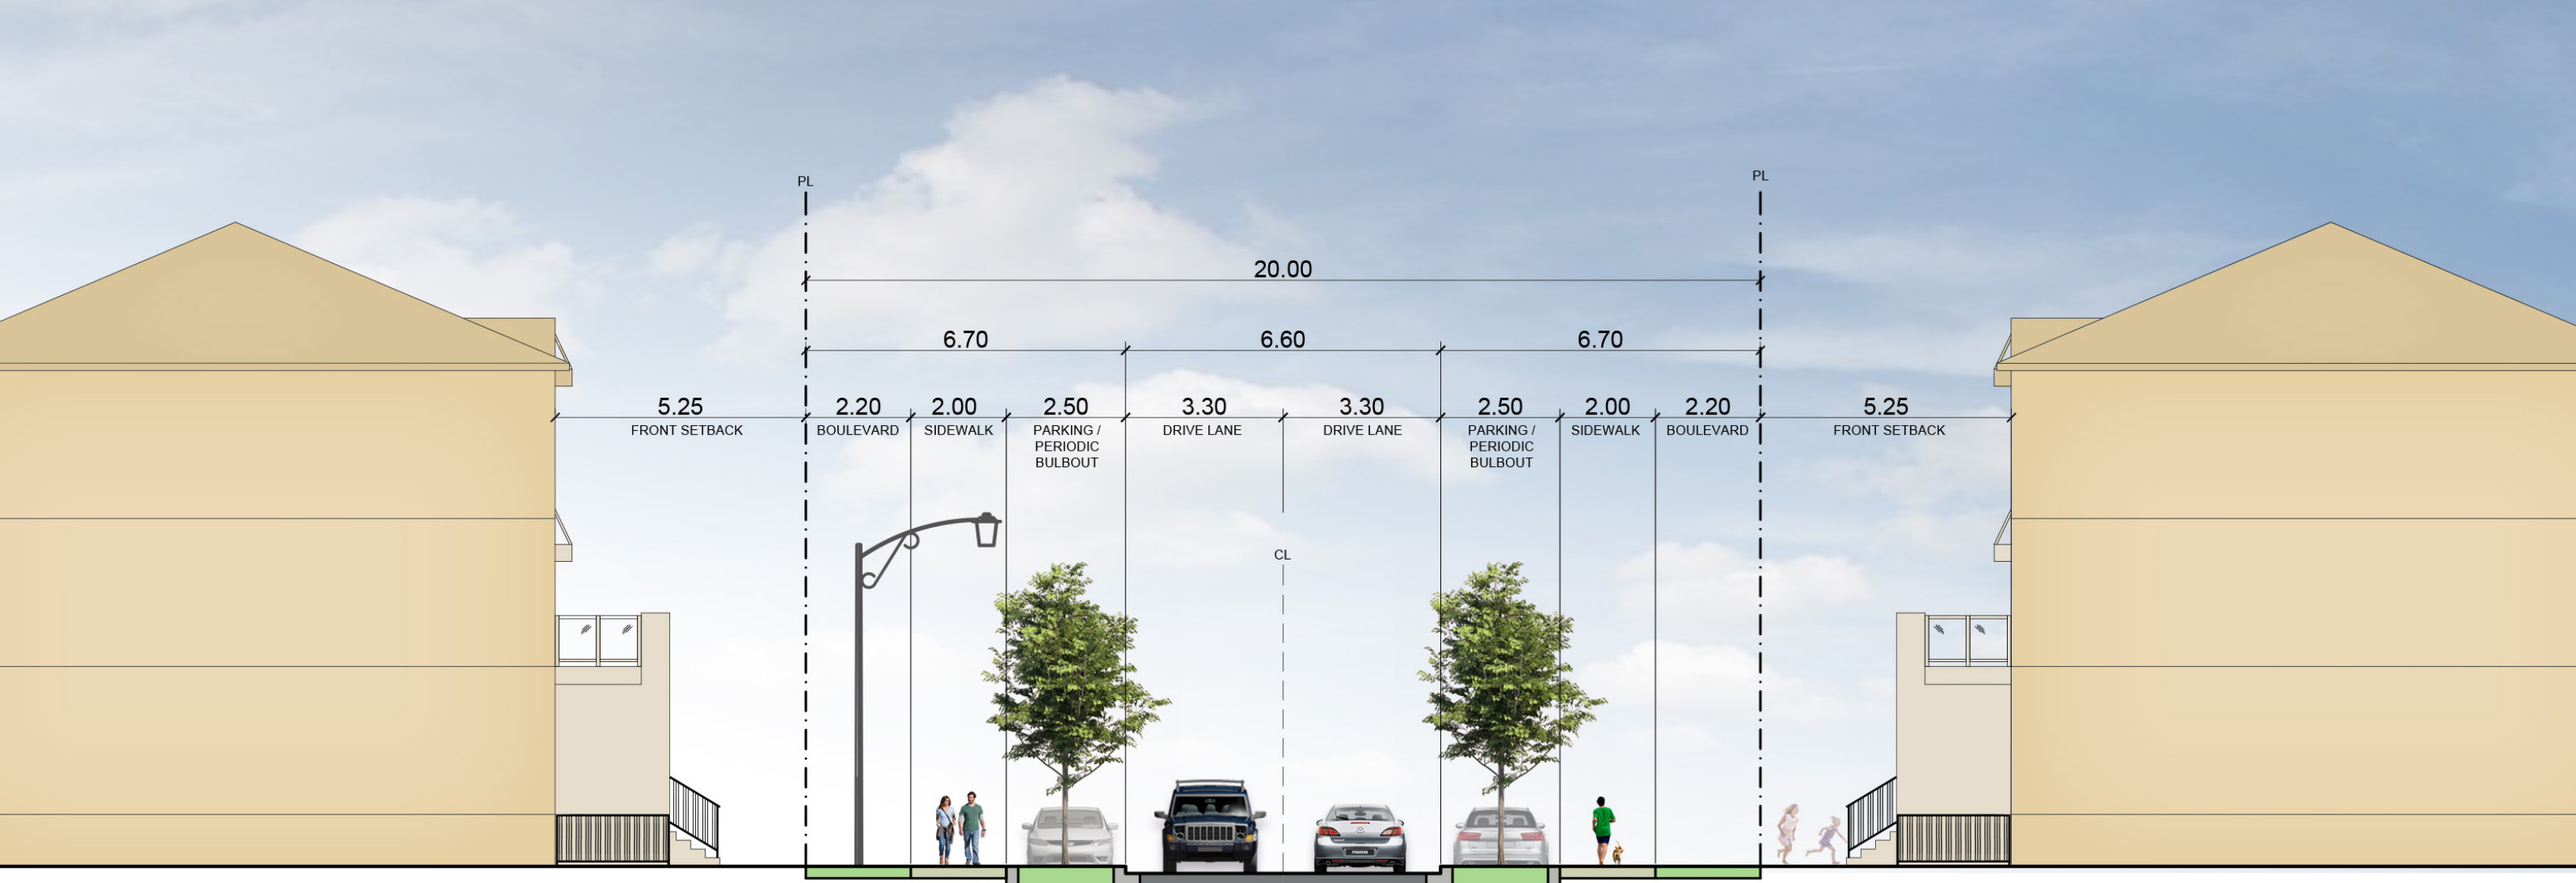 PL
PL
20.00
6.70
6.60
6.70
5.25
2.20
2.00
2.50
3.30
3.30
2.50
2.00
2.20
5.25
FRONT SETBACK
BOULEVARD
SIDEWALK
PARKING /
PERIODIC
BULBOUT
DRIVE LANE
DRIVE LANE
PARKING /
PERIODIC
BULBOUT
SIDEWALK
BOULEVARD
FRONT SETBACK
CL